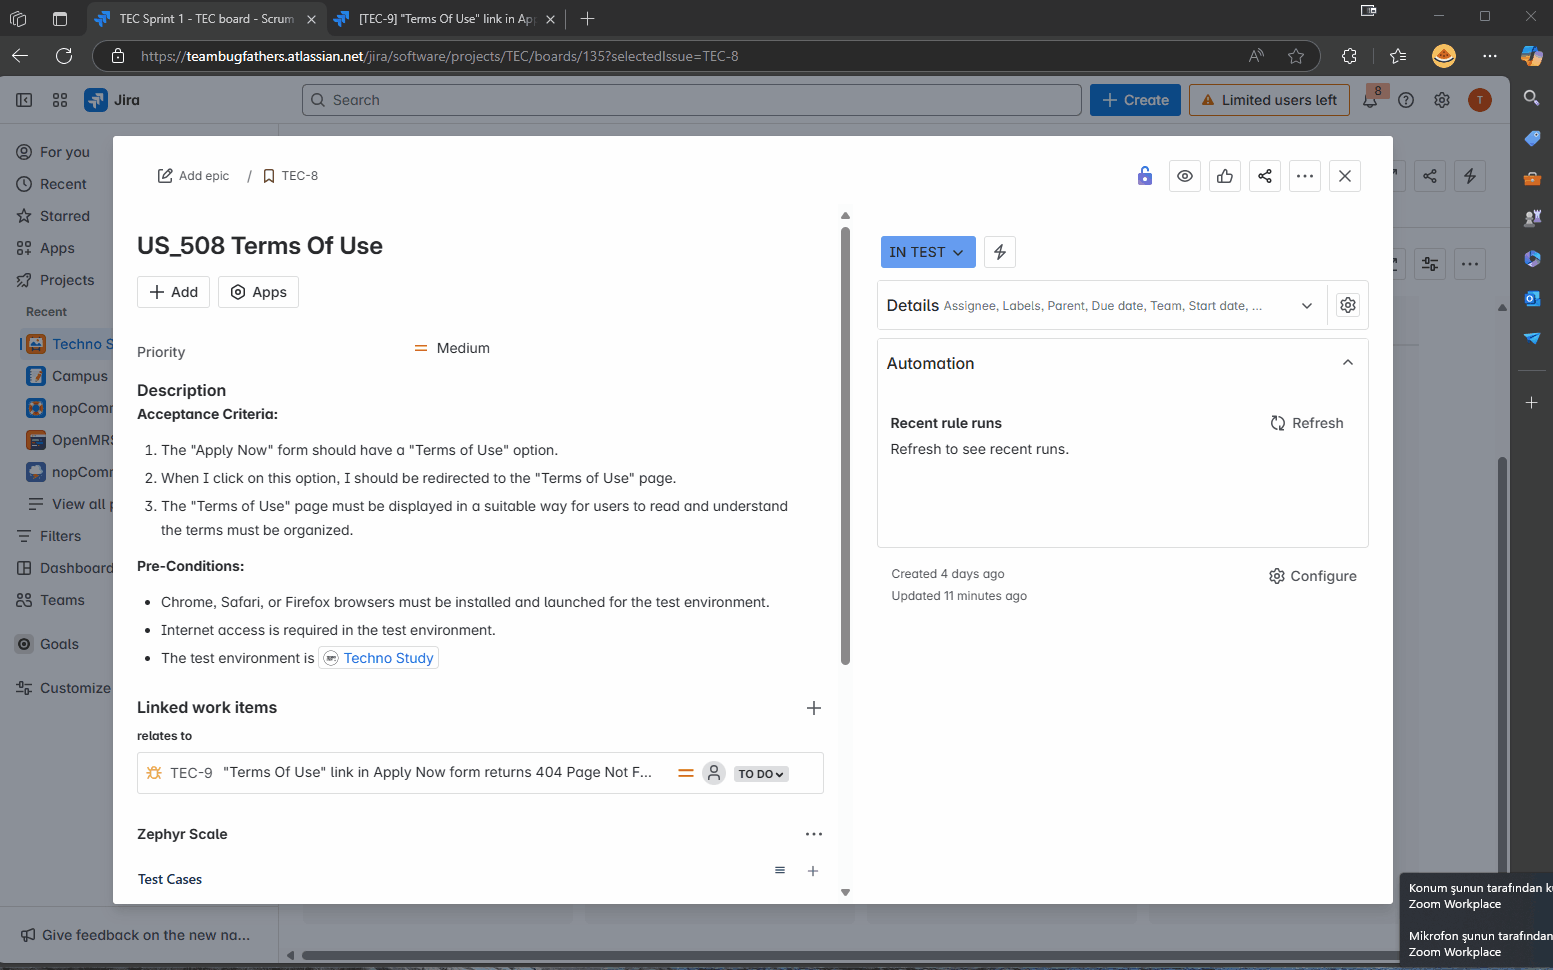 TEC Sprint 1 - TEC board - Scrum
[TEC-9] "Terms Of Use" link in App
https://teambugfathers.atlassian.net/jira/software/projects/TEC/boards/135?selectedIssue=TEC-8
Jira
Search
Create
Limited users left
8
T
For you
Recent
Starred
Apps
Projects
Recent
Techno S
Campus
nopComm
OpenMRS
nopComm
View all p
Filters
Dashboard
Teams
Goals
Customize
Give feedback on the new na...
Add epic / TEC-8
US_508 Terms Of Use
Add
Apps
Priority
Medium
Description
Acceptance Criteria:
1. The "Apply Now" form should have a "Terms of Use" option.
2. When I click on this option, I should be redirected to the "Terms of Use" page.
3. The "Terms of Use" page must be displayed in a suitable way for users to read and understand
the terms must be organized.
Pre-Conditions:
• Chrome, Safari, or Firefox browsers must be installed and launched for the test environment.
• Internet access is required in the test environment.
• The test environment is Techno Study
Linked work items
relates to
TEC-9 "Terms Of Use" link in Apply Now form returns 404 Page Not F... TO DO
Zephyr Scale
Test Cases
IN TEST
Details Assignee, Labels, Parent, Due date, Team, Start date, ...
Automation
Recent rule runs
Refresh
Refresh to see recent runs.
Created 4 days ago
Configure
Updated 11 minutes ago
Konum şunun tarafından k
Zoom Workplace
Mikrofon şunun tarafından
Zoom Workplace